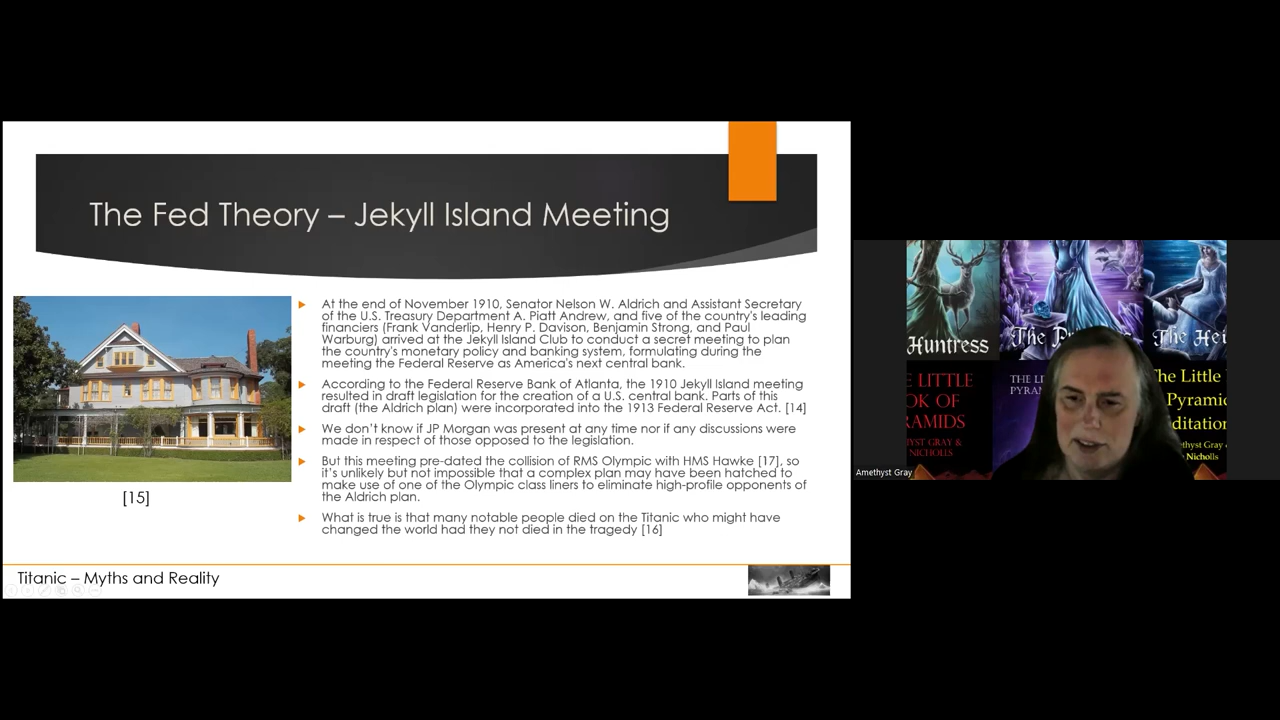 The Fed Theory – Jekyll Island Meeting
At the end of November 1910, Senator Nelson W. Aldrich and Assistant Secretary
of the U.S. Treasury Department A. Piatt Andrew, and five of the country's leading
financiers (Frank Vanderlip, Henry P. Davison, Benjamin Strong, and Paul
Warburg) arrived at the Jekyll Island Club to conduct a secret meeting to plan
the country's monetary policy and banking system, formulating during the
meeting the Federal Reserve as America's next central bank.
According to the Federal Reserve Bank of Atlanta, the 1910 Jekyll Island meeting
resulted in draft legislation for the creation of a U.S. central bank. Parts of this
draft (the Aldrich plan) were incorporated into the 1913 Federal Reserve Act. [14]
We don't know if JP Morgan was present at any time nor if any discussions were
made in respect of those opposed to the legislation.
But this meeting pre-dated the collision of RMS Olympic with HMS Hawke [17], so
it's unlikely but not impossible that a complex plan may have been hatched to
make use of one of the Olympic class liners to eliminate high-profile opponents of
the Aldrich plan.
What is true is that many notable people died on the Titanic who might have
changed the world had they not died in the tragedy [16]
[15]
Titanic – Myths and Reality
Huntress
The
The Hei
E LITTLE
OK OF
RAMIDS
HYST GRAY &
NICHOLLS
THE LI
PYRAM
The Little
Pyramid
ditation
ethyst Gray
Nicholls
Amethyst Gray